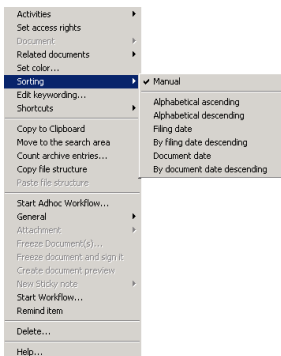 Activities
Set access rights
Document
Related documents
Set color...
Sorting
Edit keywording...
Shortcuts
Copy to Clipboard
Move to the search area
Count archive entries...
Copy file structure
Paste file structure
Start Adhoc Workflow...
General
Attachment
Freeze Document(s)...
Freeze document and sign it
Create document preview
New Sticky note
Start Workflow...
Remind item
Delete...
Help...
Manual
Alphabetical ascending
Alphabetical descending
Filing date
By filing date descending
Document date
By document date descending